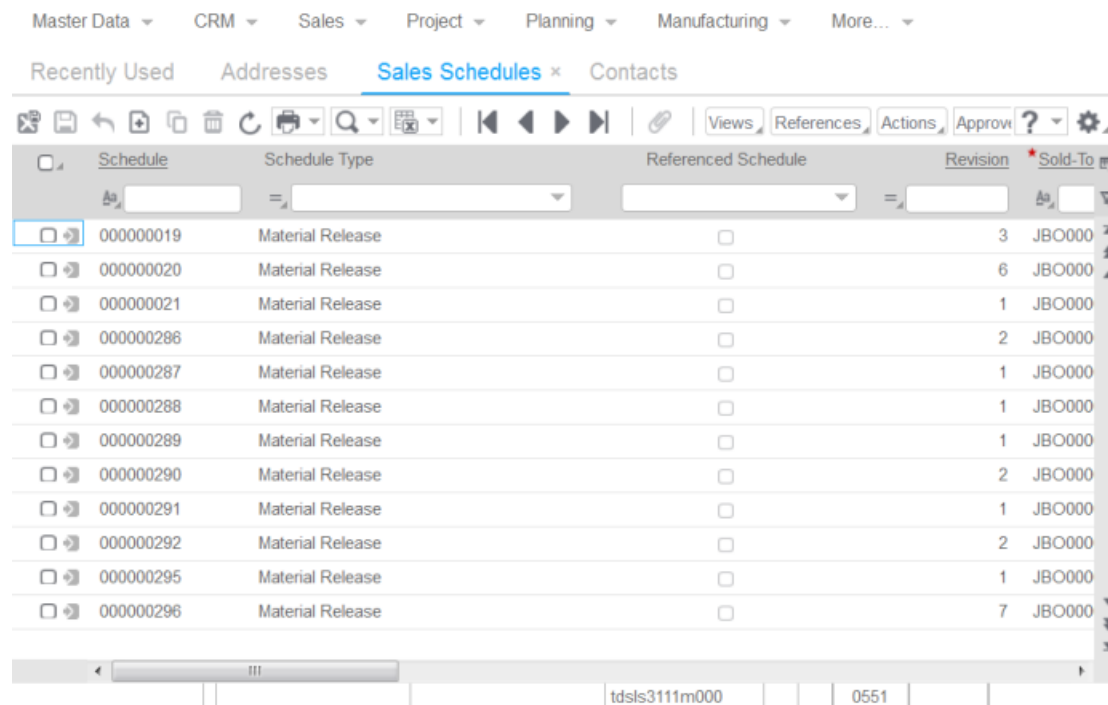 Master Data CRM Sales Project Planning Manufacturing More...
Recently Used Addresses Sales Schedules × Contacts
Views References Actions ?
Schedule Schedule Type Referenced Schedule Revision *Sold-To
Aa = = Aa
000000019 Material Release 3 JBO000
000000020 Material Release 6 JBO000
000000021 Material Release 1 JBO000
000000286 Material Release 2 JBO000
000000287 Material Release 1 JBO000
000000288 Material Release 1 JBO000
000000289 Material Release 1 JBO000
000000290 Material Release 2 JBO000
000000291 Material Release 1 JBO000
000000292 Material Release 2 JBO000
000000295 Material Release 1 JBO000
000000296 Material Release 7 JBO000
tdsls3111m000 0551